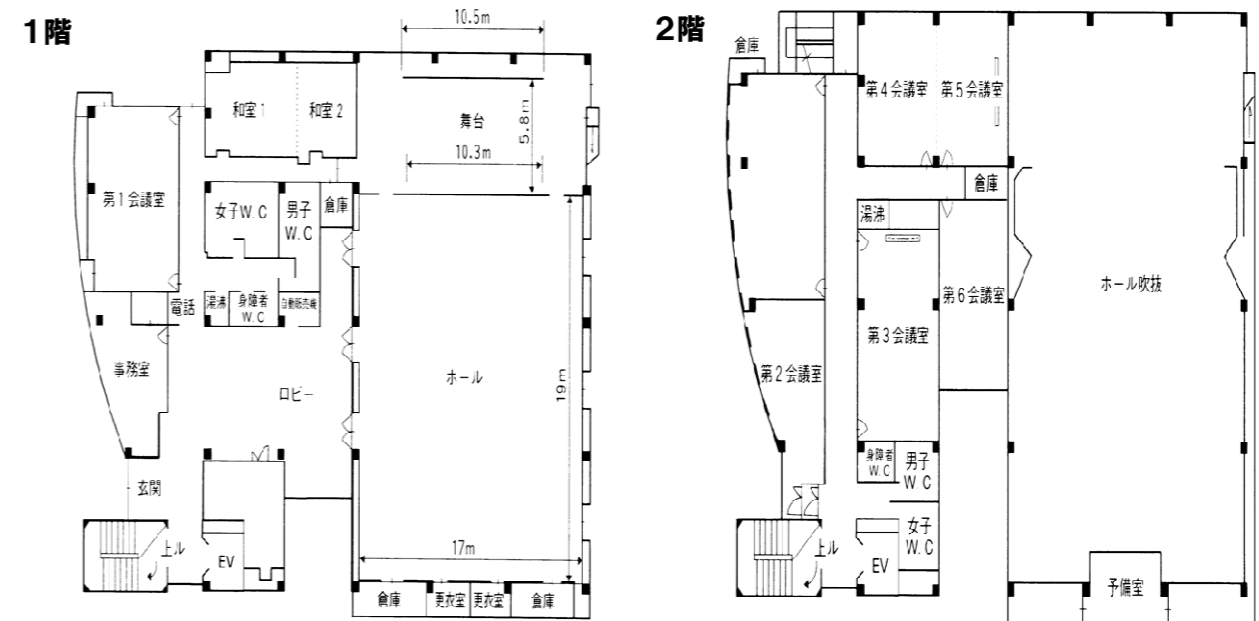 1階
10.5m
和室1
和室2
舞台
5.8m
10.3m
第1会議室
女子W.C
男子
W.C
倉庫
電話
湯沸
身障者
W.C
自動販売機
事務室
ロビー
ホール
19m
玄関
上ル
EV
17m
倉庫
更衣室
更衣室
倉庫
2階
倉庫
第4会議室
第5会議室
倉庫
湯沸
第6会議室
ホール吹抜
第3会議室
第2会議室
身障者
W.C
男子
W.C
女子
W.C
上ル
EV
予備室